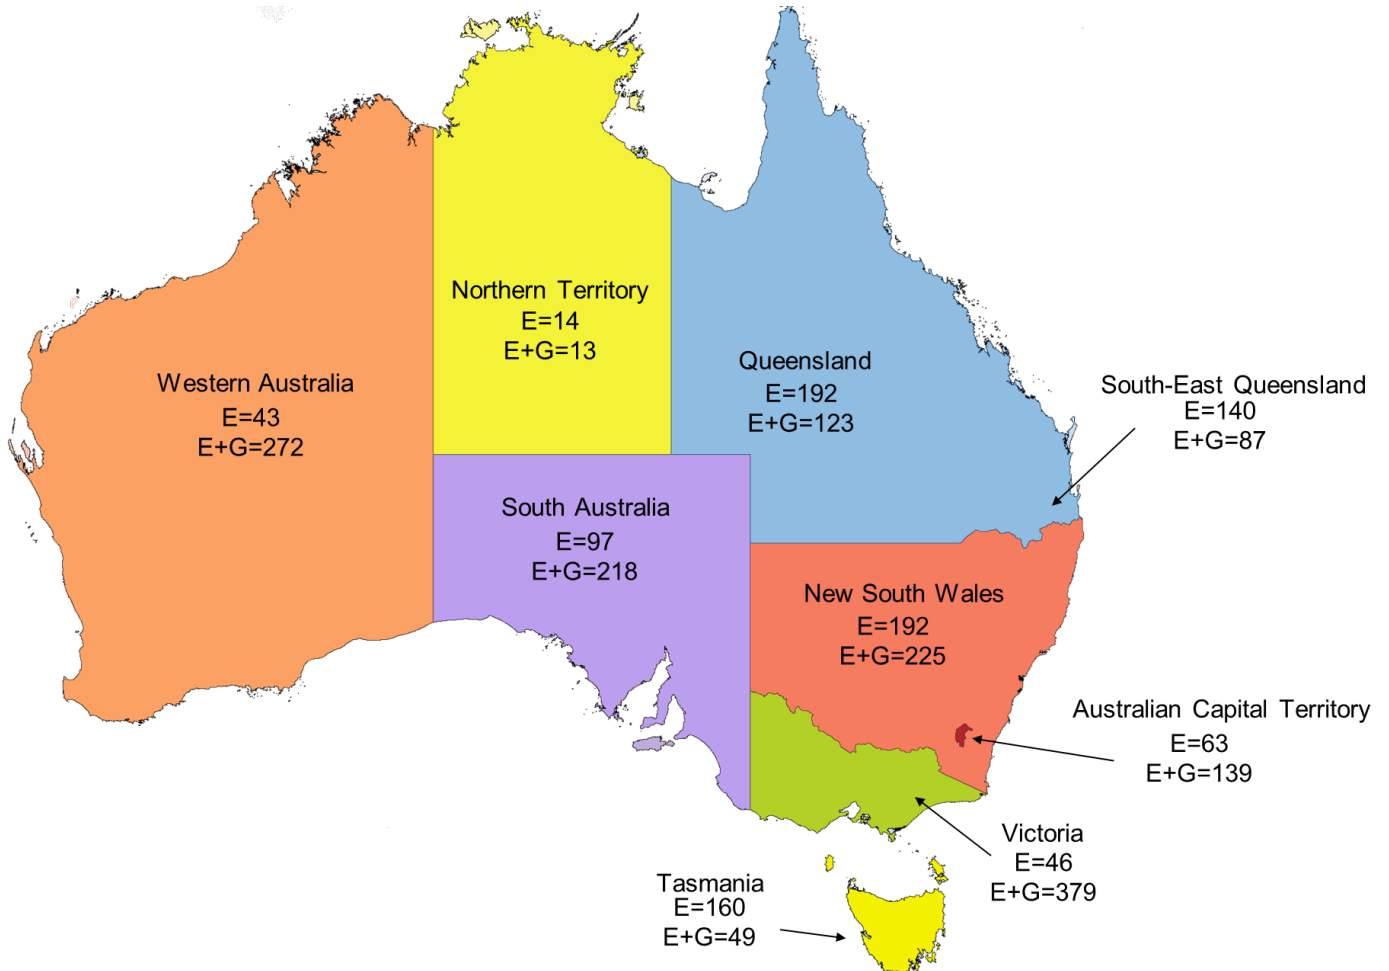 Northern Territory
E=14
E+G=13
Queensland
E=192
E+G=123
Western Australia
E=43
E+G=272
South-East Queensland
E=140
E+G=87
South Australia
E=97
E+G=218
New South Wales
E=192
E+G=225
Australian Capital Territory
E=63
E+G=139
Victoria
E=46
E+G=379
Tasmania
E=160
E+G=49